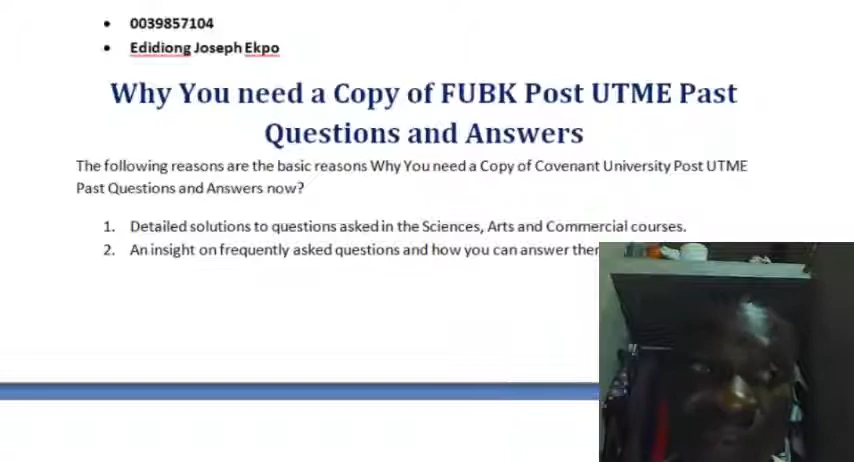 0039857104
Edidiong Joseph Ekpo
Why You need a Copy of FUBK Post UTME Past
Questions and Answers
The following reasons are the basic reasons Why You need a Copy of Covenant University Post UTME
Past Questions and Answers now?
1. Detailed solutions to questions asked in the Sciences, Arts and Commercial courses.
2. An insight on frequently asked questions and how you can answer